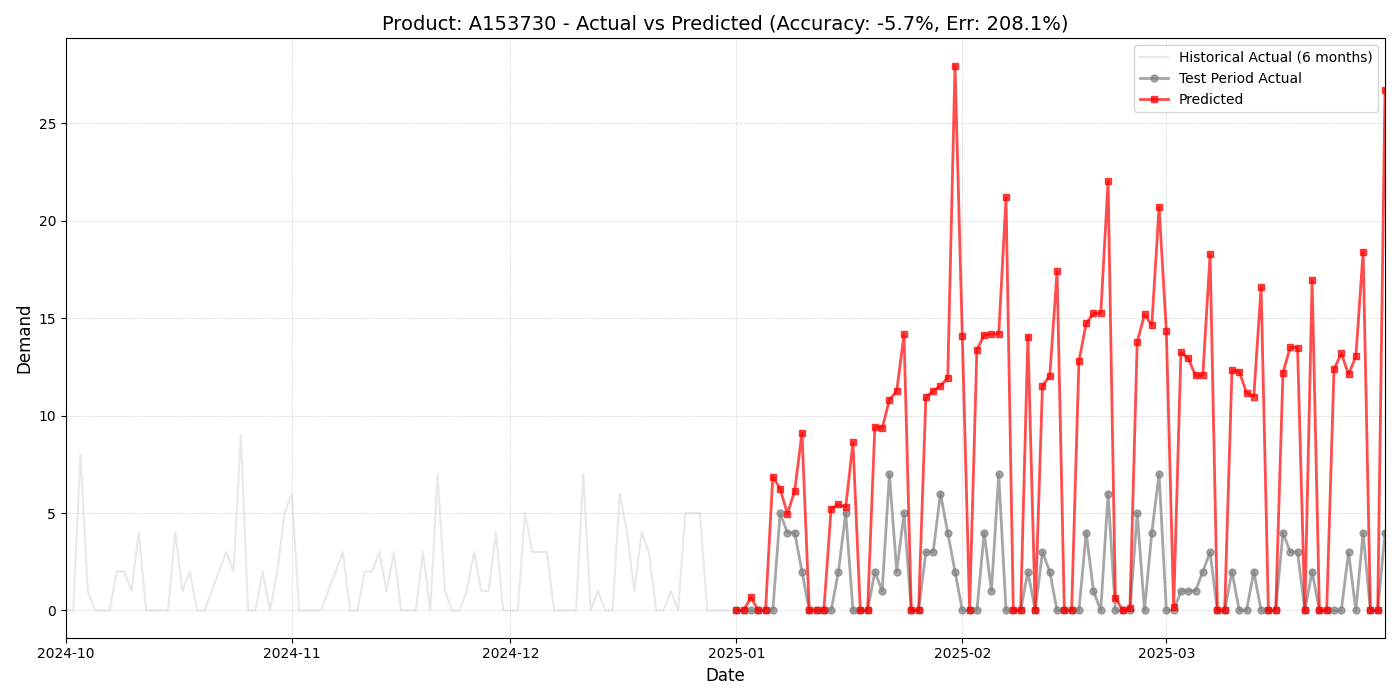 Product: A153730 - Actual vs Predicted (Accuracy: -5.7%, Err: 208.1%)
Historical Actual (6 months)
Test Period Actual
Predicted
Demand
25
20
15
10
5
0
2024-10
2024-11
2024-12
2025-01
2025-02
2025-03
Date